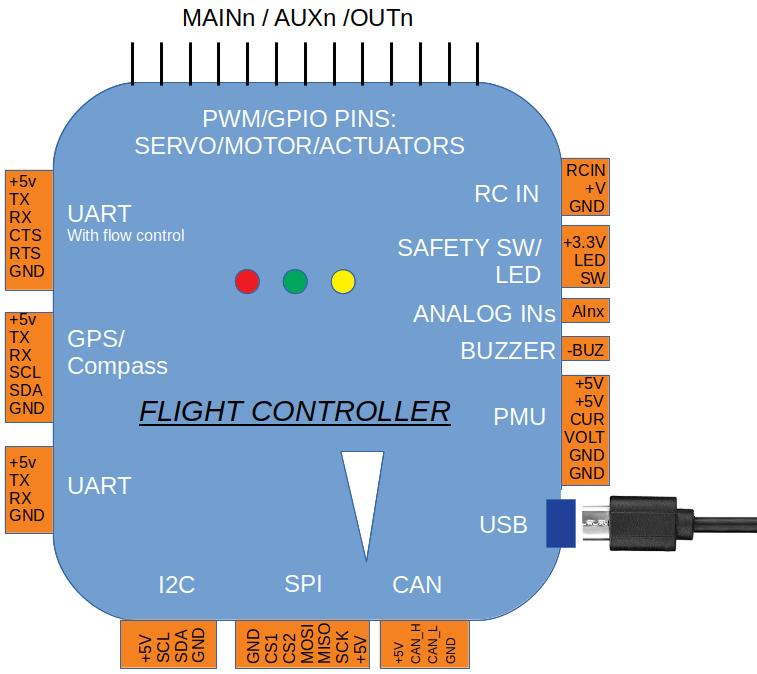 MAINn / AUXn /OUTn
PWM/GPIO PINS:
SERVO/MOTOR/ACTUATORS
+5v
TX
RX
CTS
RTS
GND
UART
With flow control
+5v
TX
RX
SCL
SDA
GND
GPS/
Compass
+5v
TX
RX
GND
UART
FLIGHT CONTROLLER
RC IN
RCIN
+V
GND
SAFETY SW/
LED
+3.3V
LED
SW
ANALOG INs
AInx
BUZZER
-BUZ
PMU
+5V
+5V
CUR
VOLT
GND
GND
USB
I2C
+5V
SCL
SDA
GND
SPI
GND
CS1
CS2
MOSI
MISO
SCK
+5V
CAN
+5V
CAN_H
CAN_L
GND